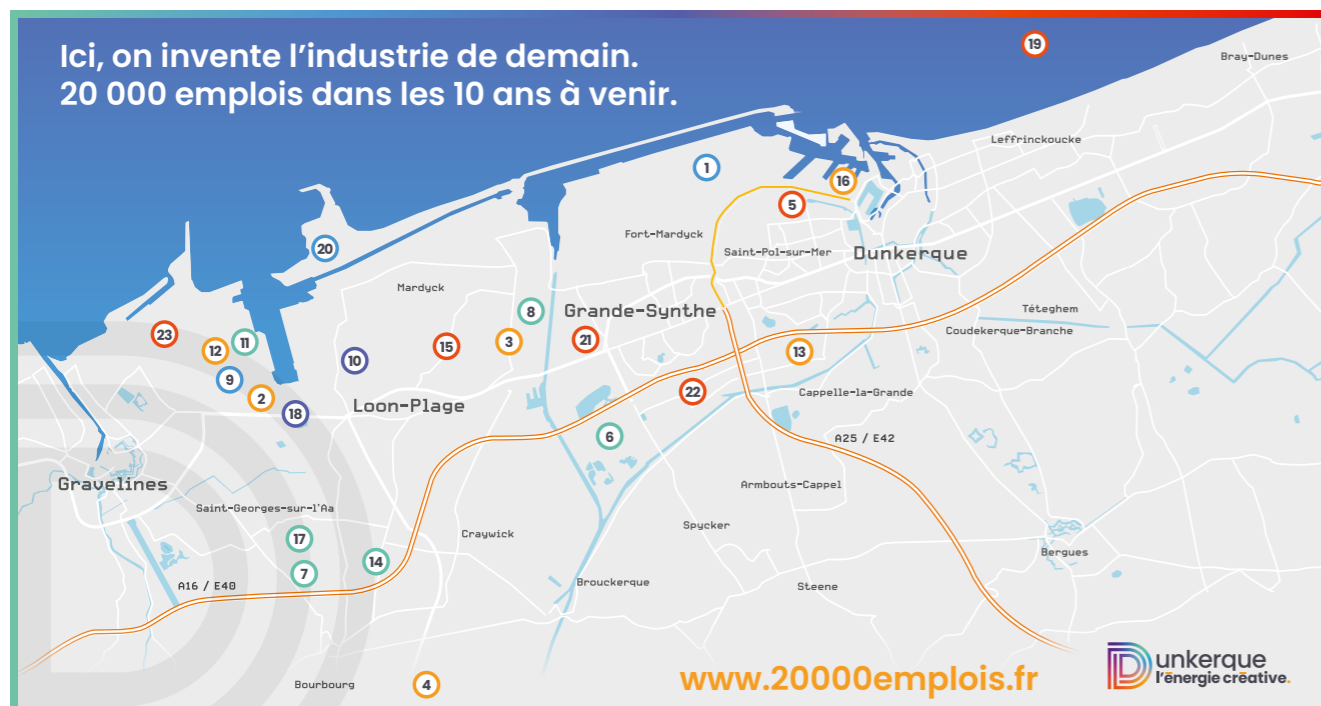 Ici, on invente l'industrie de demain.
20 000 emplois dans les 10 ans à venir.
19
Bray-Dunes
Leffrinckoucke
1
16
5
Fort-Mardyck
Saint-Pol-sur-Mer
Dunkerque
20
Mardyck
8
Grande-Synthe
Téteghem
Coudekerque-Branche
23
12
11
10
15
3
21
13
9
2
18
Loon-Plage
22
Cappelle-la-Grande
6
A25 / E42
Gravelines
Armbouts-Cappel
Saint-Georges-sur-l'Aa
Spycker
Craywick
17
14
7
Bergues
A16 / E40
Brouckerque
Steene
Bourbourg
4
www.20000emplois.fr
Dunkerque
l'énergie créative.